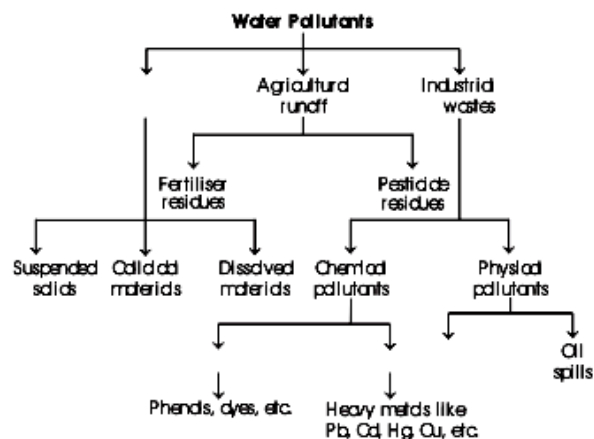 Water Pollutants
Agricultural
runoff
Industrial
wastes
Fertiliser
residues
Pesticide
residues
Suspended
solids
Colloidal
materials
Dissolved
materials
Chemical
pollutants
Physical
pollutants
Oil
spills
Phenols, dyes, etc.
Heavy metals like
Pb, Cd, Hg, Cu, etc.